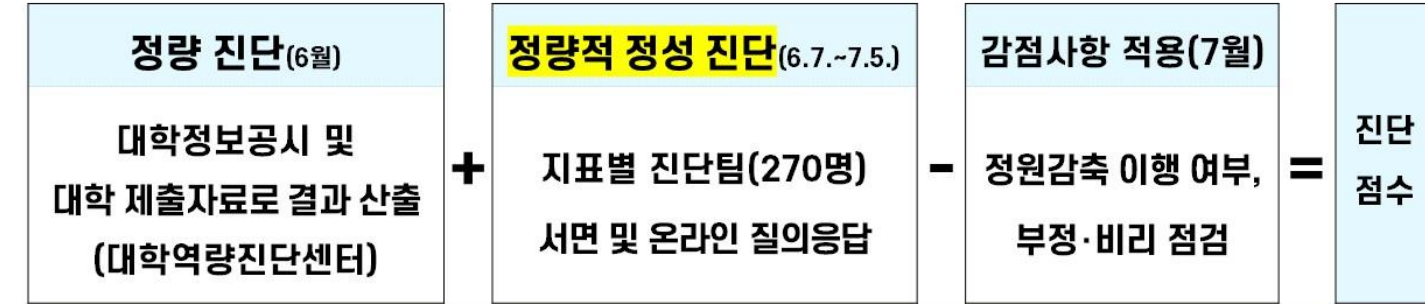 정량 진단(6월)
대학정보공시 및
대학 제출자료로 결과 산출
(대학역량진단센터)
+
정량적 정성 진단(6.7.~7.5.)
지표별 진단팀(270명)
서면 및 온라인 질의응답
-
감점사항 적용(7월)
정원감축 이행 여부,
부정·비리 점검
=
진단
점수